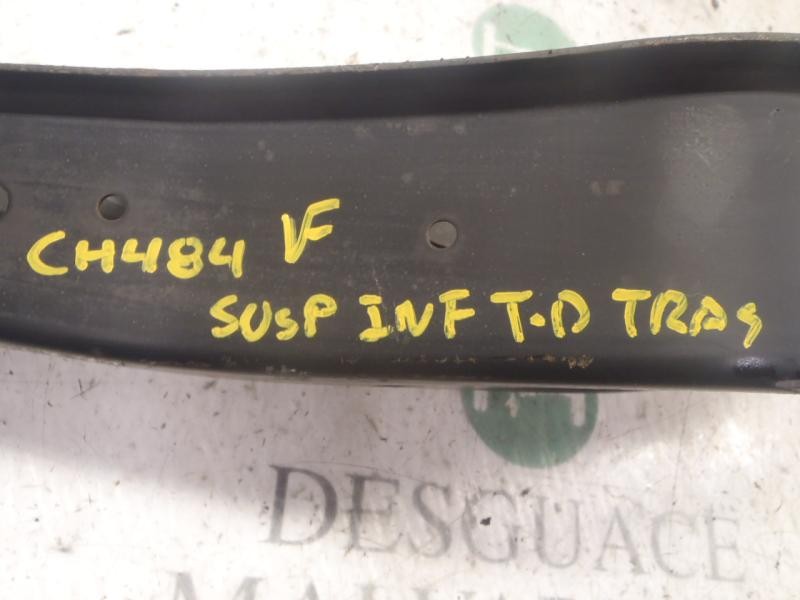 CH484 VF
SUSP INF T.D TRAS
DESGUACE